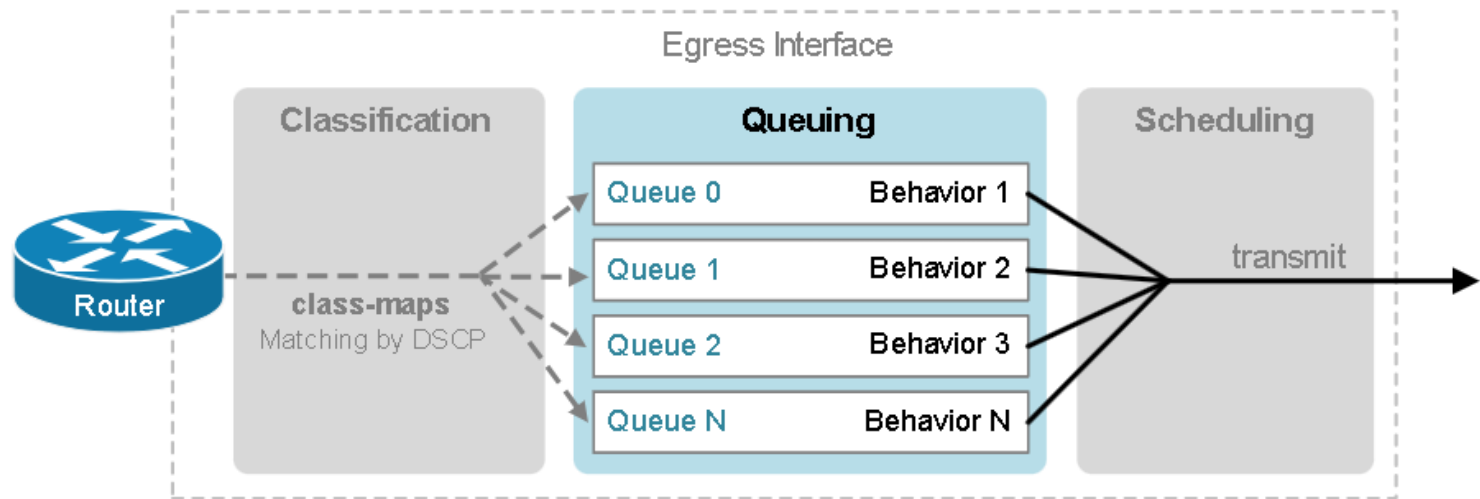 Egress Interface
Classification
Queuing
Scheduling
Router
class-maps
Matching by DSCP
Queue 0 Behavior 1
Queue 1 Behavior 2
Queue 2 Behavior 3
Queue N Behavior N
transmit